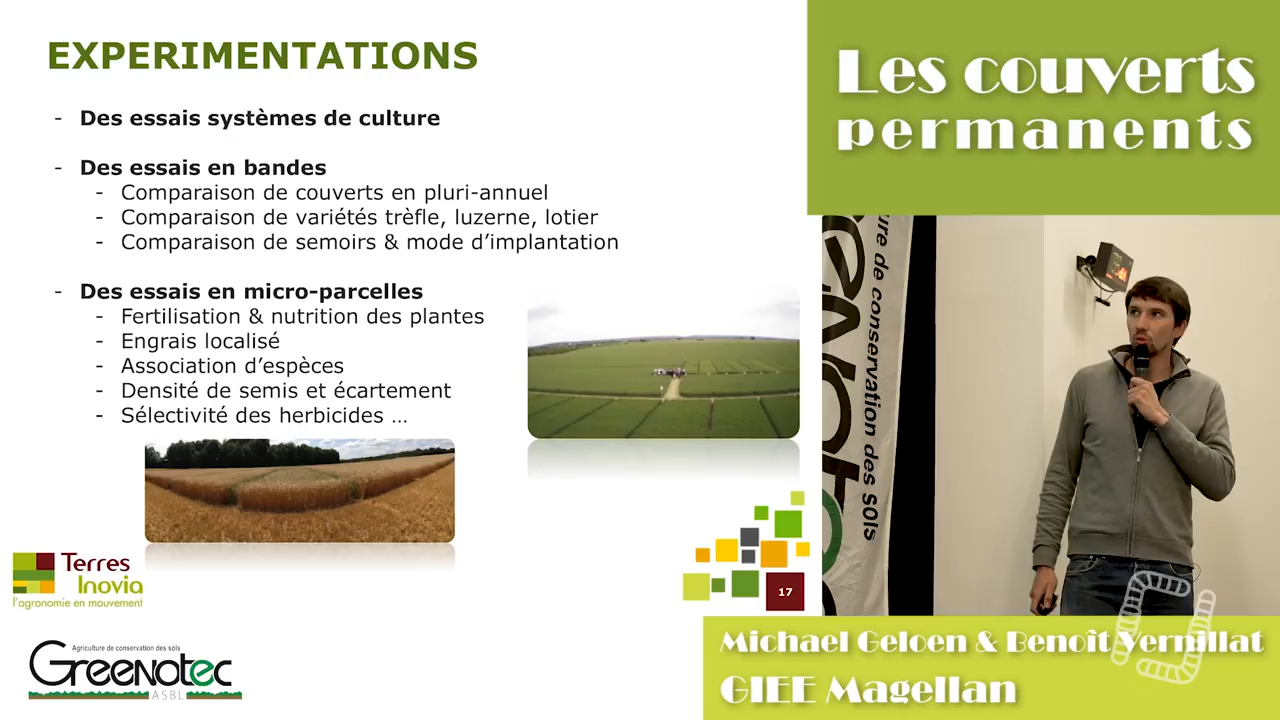 EXPERIMENTATIONS
- Des essais systèmes de culture
- Des essais en bandes
- Comparaison de couverts en pluri-annuel
- Comparaison de variétés trèfle, luzerne, lotier
- Comparaison de semoirs & mode d'implantation
- Des essais en micro-parcelles
- Fertilisation & nutrition des plantes
- Engrais localisé
- Association d'espèces
- Densité de semis et écartement
- Sélectivité des herbicides ...
17
Terres
Inovia
l'agronomie en mouvement
Agriculture de conservation des sols
Greenotec
ASBL
Les couverts
permanents
ure de conservation des sols
Michael Geloen & Benoît Vernillat
GIEE Magellan